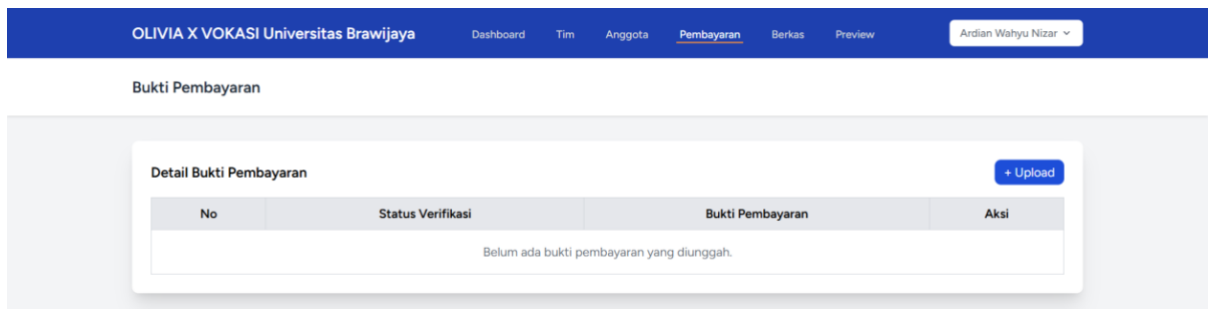 OLIVIA X VOKASI Universitas Brawijaya Dashboard Tim Anggota Pembayaran Berkas Preview Ardian Wahyu Nizar
Bukti Pembayaran
Detail Bukti Pembayaran + Upload
No Status Verifikasi Bukti Pembayaran Aksi
Belum ada bukti pembayaran yang diunggah.